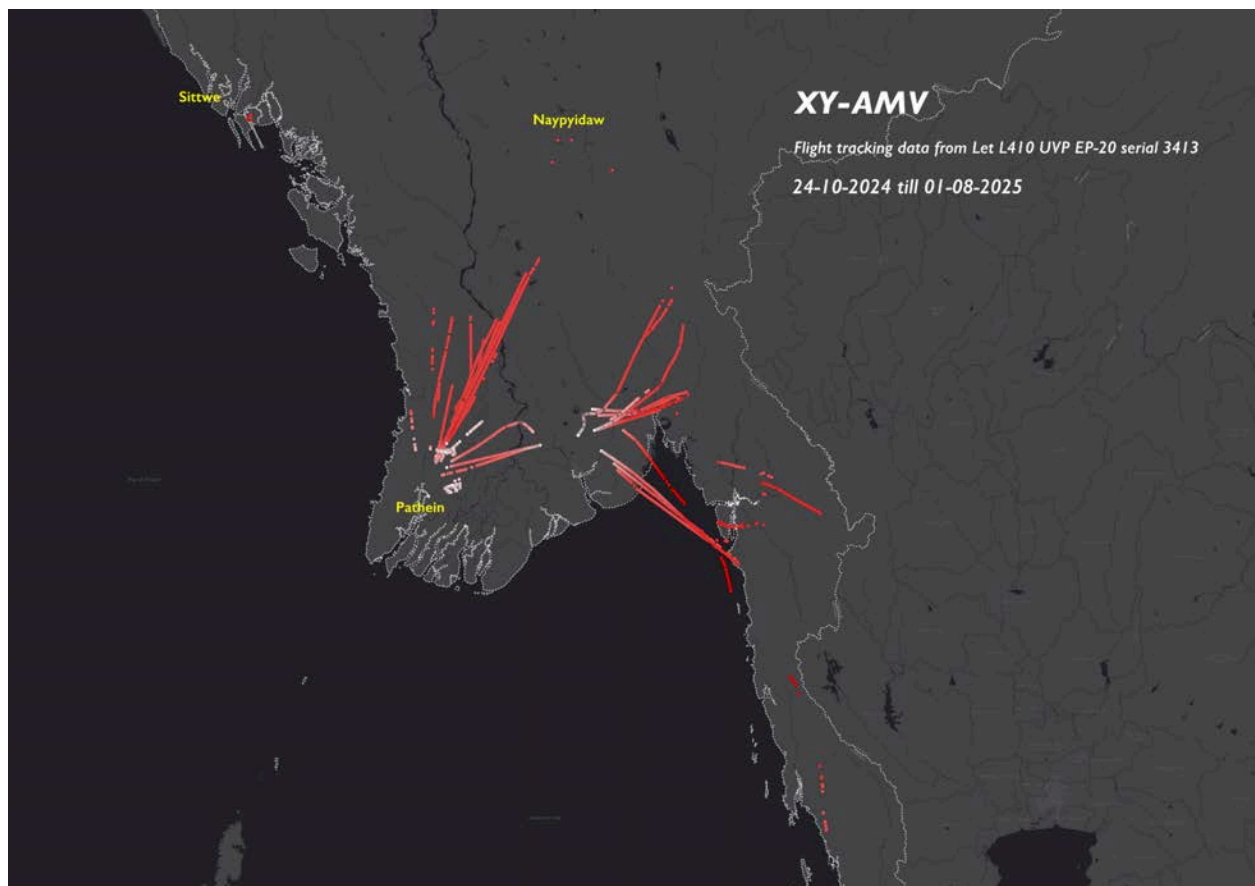 Sittwe
Naypyidaw
XY-AMV
Flight tracking data from Let L410 UVP EP-20 serial 3413
24-10-2024 till 01-08-2025
Pathein